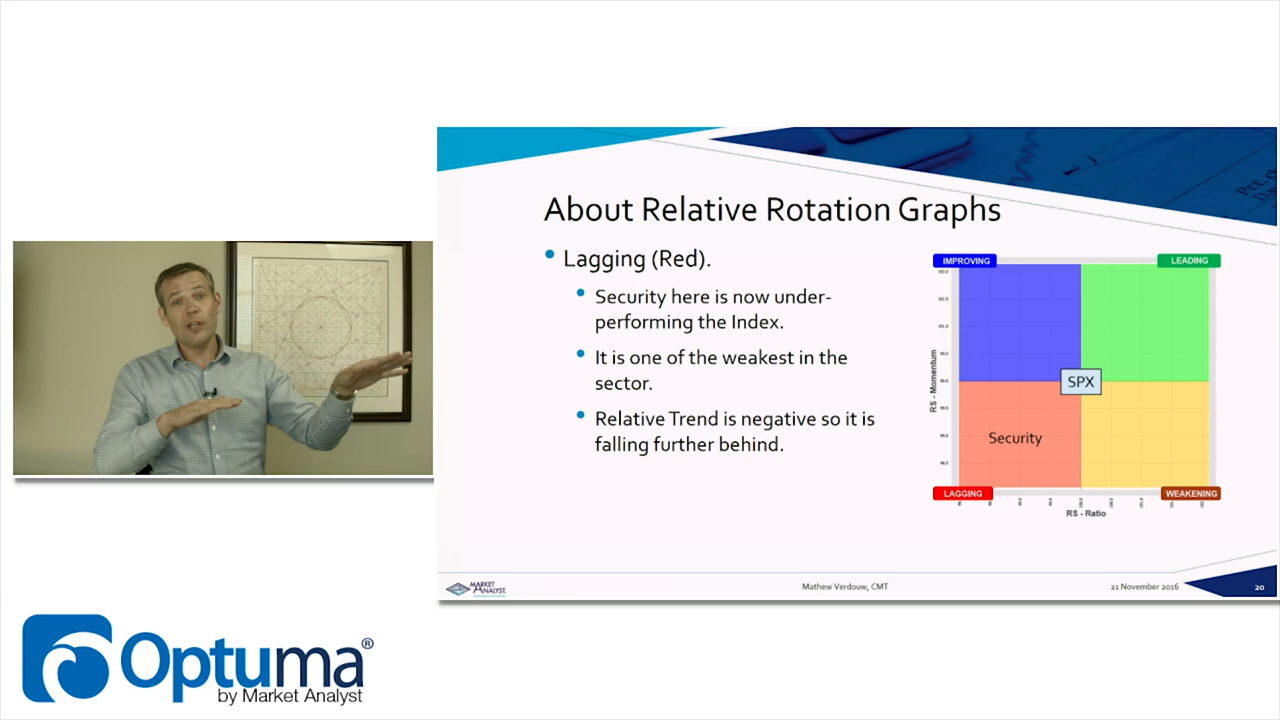 About Relative Rotation Graphs
Lagging (Red).
Security here is now under-
performing the Index.
It is one of the weakest in the
sector.
Relative Trend is negative so it is
falling further behind.
IMPROVING
LEADING
RS - Momentum
SPX
Security
LAGGING
WEAKENING
RS - Ratio
MARKET
ANALYST
Mathew Verdouw, CMT
21 November 2016
20
Optuma®
by Market Analyst